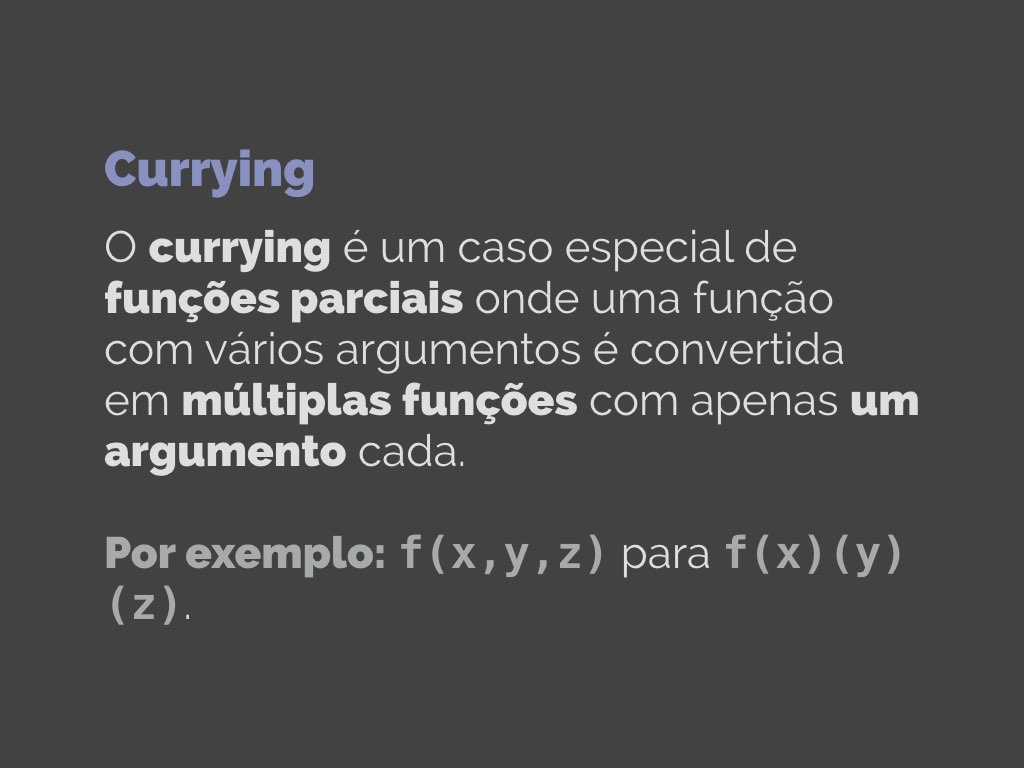 Currying
O currying é um caso especial de
funções parciais onde uma função
com vários argumentos é convertida
em múltiplas funções com apenas um
argumento cada.
Por exemplo: f(x,y,z) para f(x)(y)
(z).